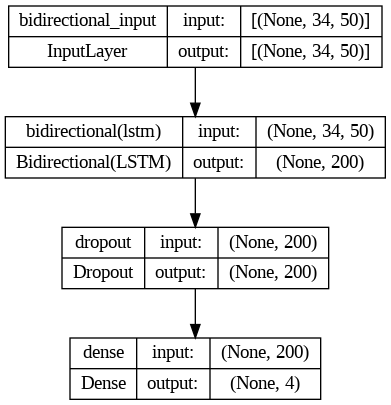 bidirectional_input input: [(None, 34, 50)]
InputLayer output: [(None, 34, 50)]
bidirectional(lstm) input: (None, 34, 50)
Bidirectional(LSTM) output: (None, 200)
dropout input: (None, 200)
Dropout output: (None, 200)
dense input: (None, 200)
Dense output: (None, 4)